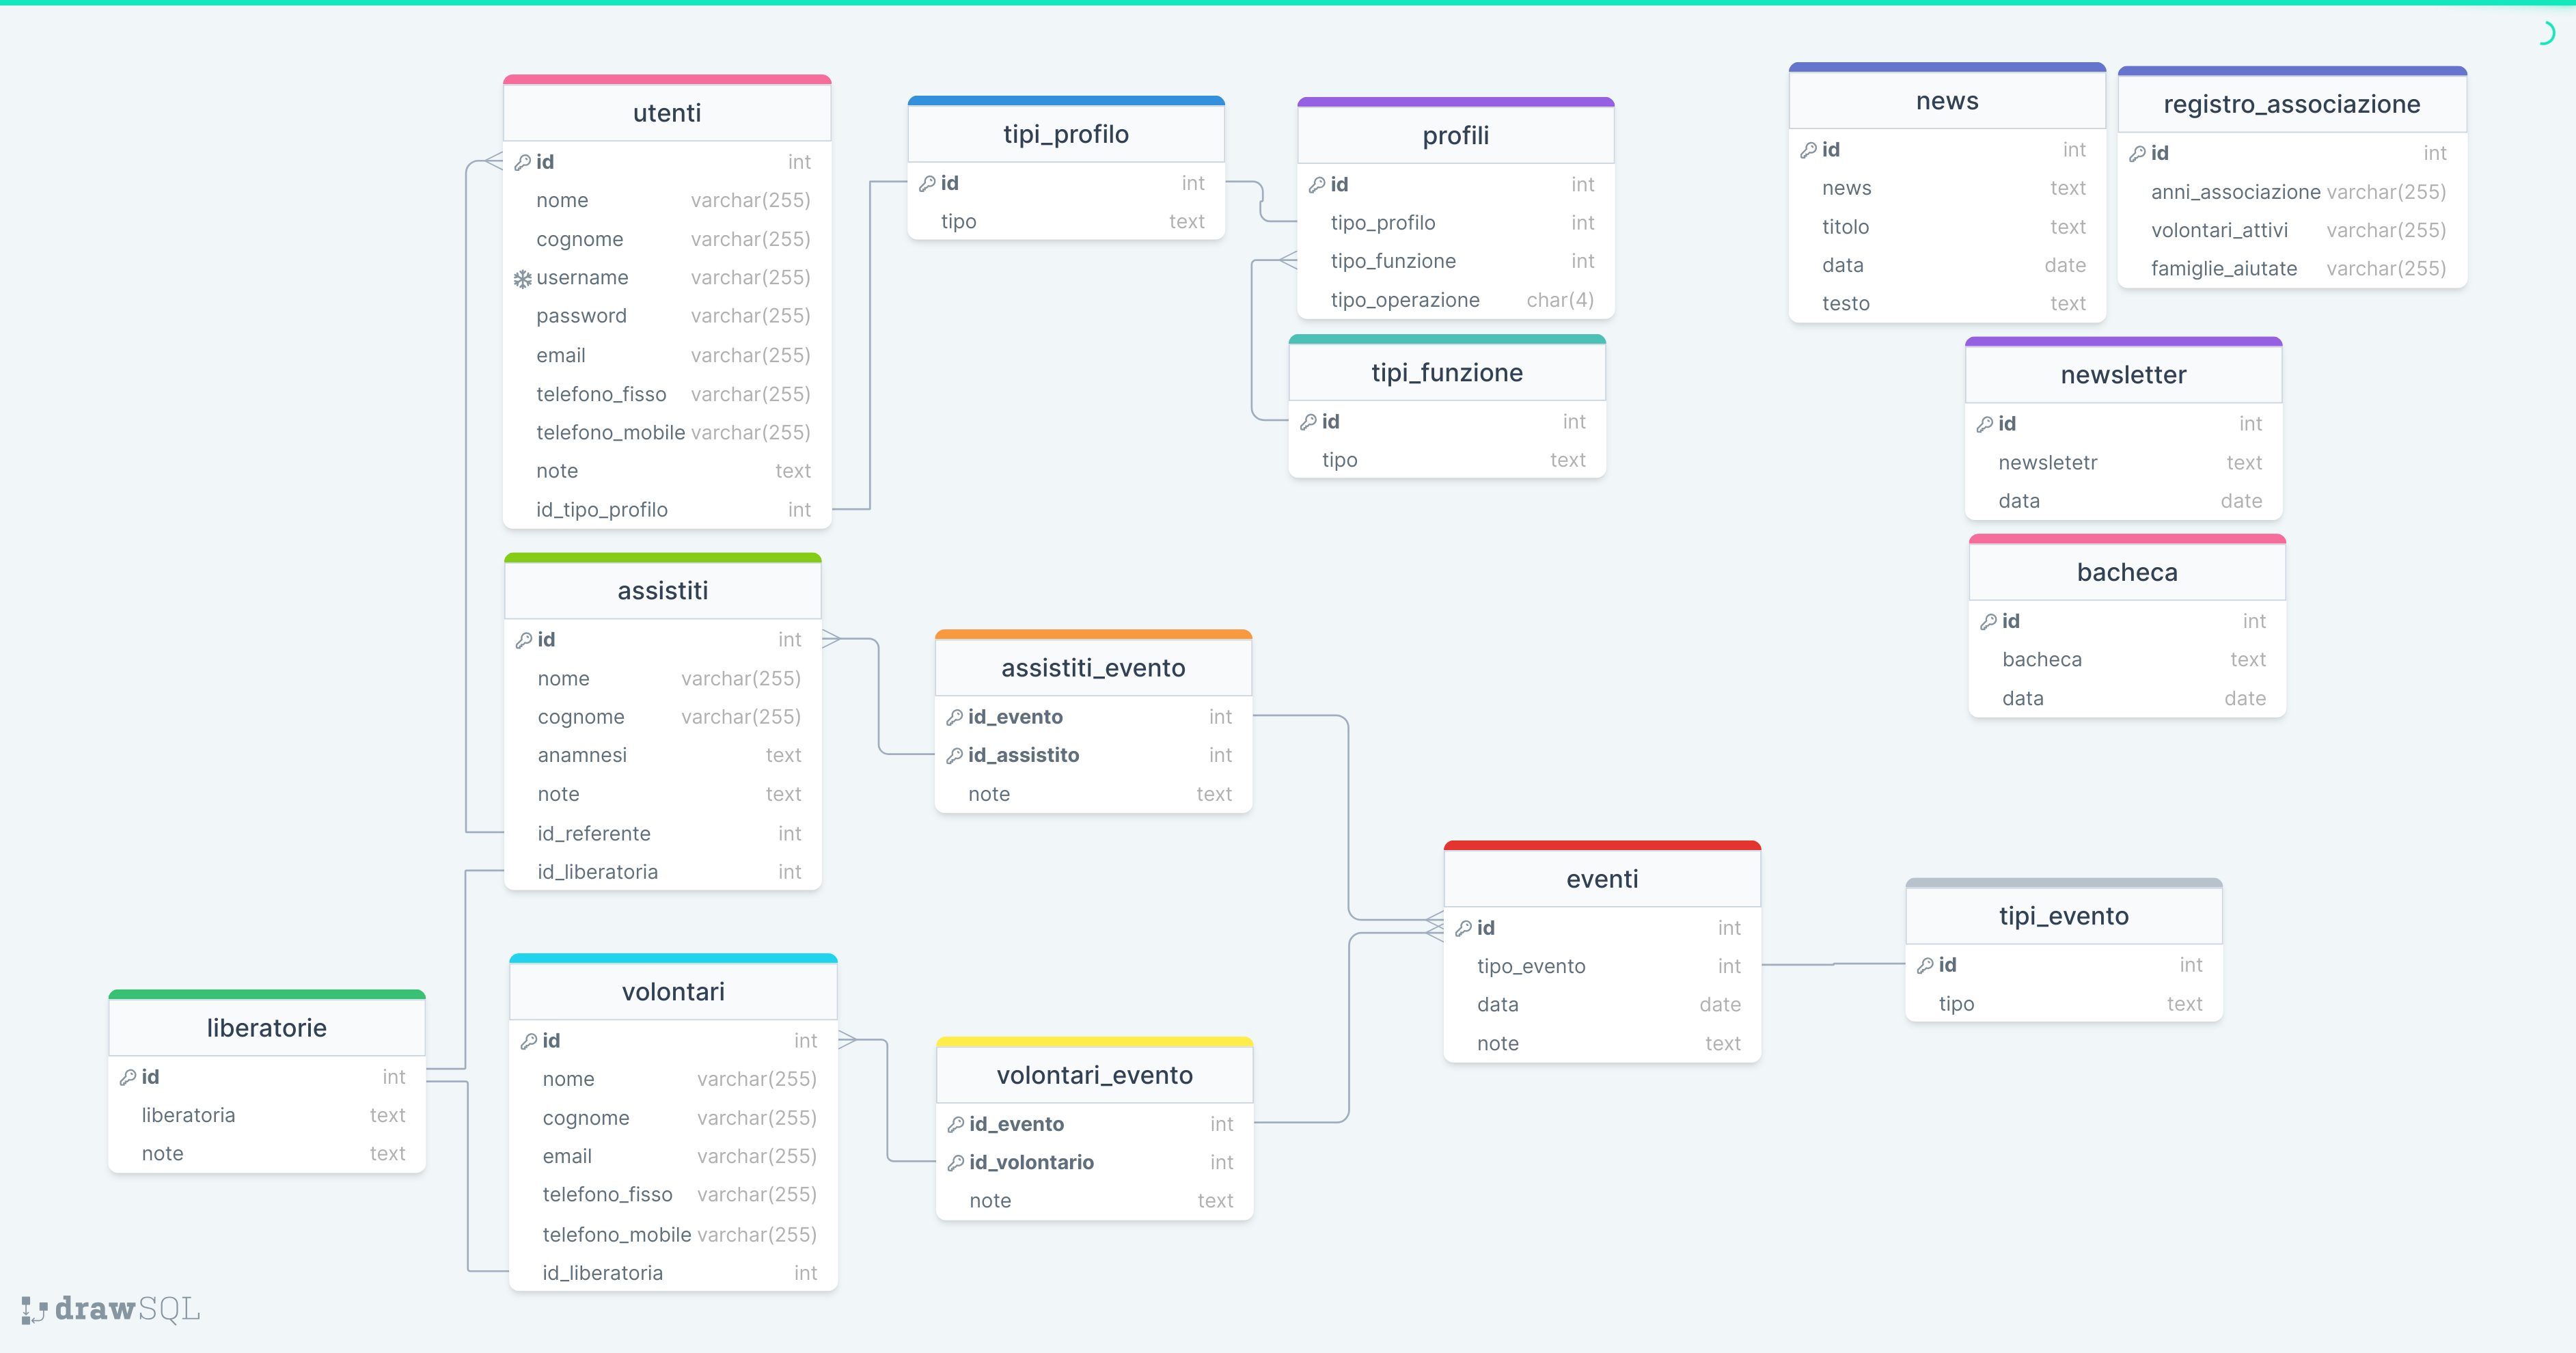 utenti
id int
nome varchar(255)
cognome varchar(255)
username varchar(255)
password varchar(255)
email varchar(255)
telefono_fisso varchar(255)
telefono_mobile varchar(255)
note text
id_tipo_profilo int
tipi_profilo
id int
tipo text
profili
id int
tipo_profilo int
tipo_funzione int
tipo_operazione char(4)
tipi_funzione
id int
tipo text
news
id int
news text
titolo text
data date
testo text
registro_associazione
id int
anni_associazione varchar(255)
volontari_attivi varchar(255)
famiglie_aiutate varchar(255)
newsletter
id int
newsletetr text
data date
bacheca
id int
bacheca text
data date
assistiti
id int
nome varchar(255)
cognome varchar(255)
anamnesi text
note text
id_referente int
id_liberatoria int
assistiti_evento
id_evento int
id_assistito int
note text
eventi
id int
tipo_evento int
data date
note text
tipi_evento
id int
tipo text
liberatorie
id int
liberatoria text
note text
volontari
id int
nome varchar(255)
cognome varchar(255)
email varchar(255)
telefono_fisso varchar(255)
telefono_mobile varchar(255)
id_liberatoria int
volontari_evento
id_evento int
id_volontario int
note text
drawSQL